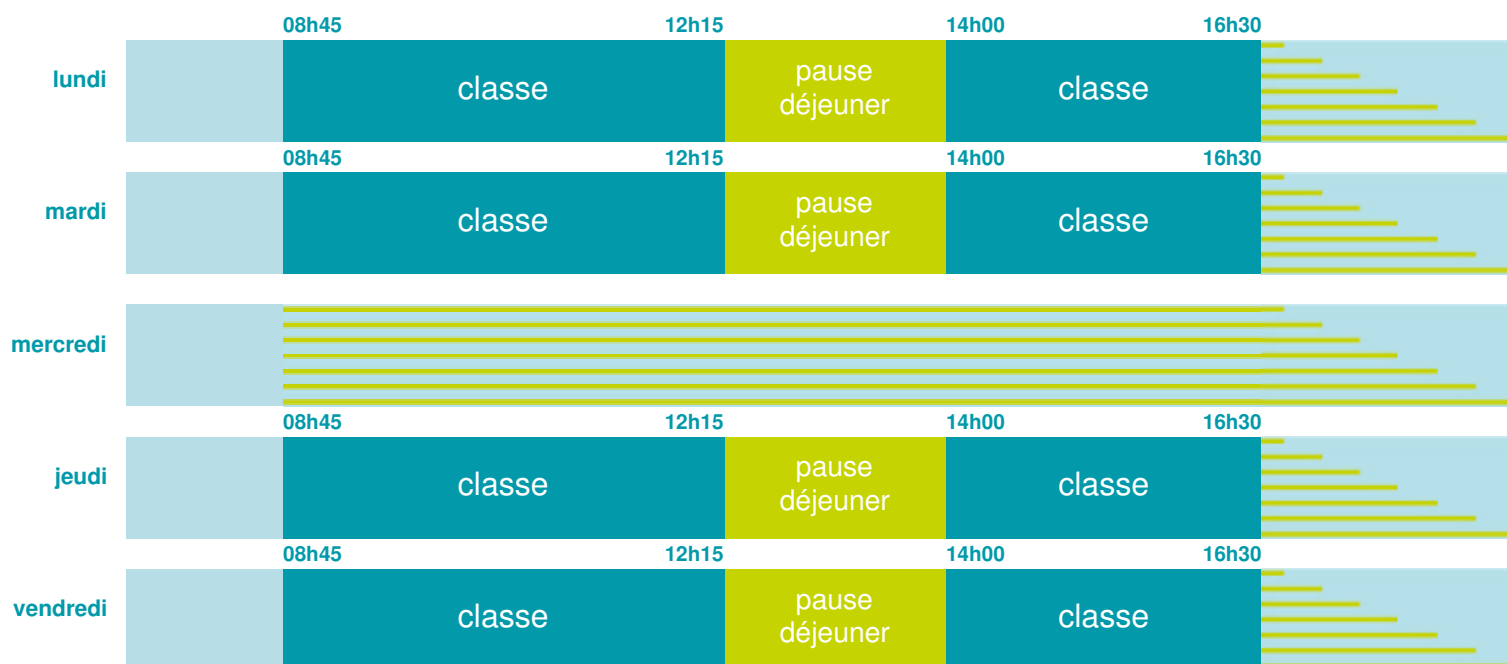 08h45 12h15 14h00 16h30
lundi classe pause classe
déjeuner
08h45 12h15 14h00 16h30
mardi classe pause classe
déjeuner
mercredi
08h45 12h15 14h00 16h30
jeudi classe pause classe
déjeuner
08h45 12h15 14h00 16h30
vendredi classe pause classe
déjeuner